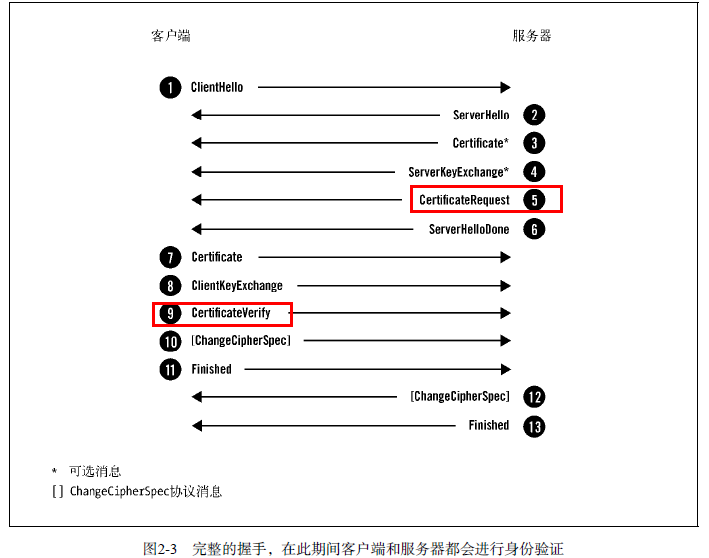 客户端 服务器
1 ClientHello
ServerHello 2
Certificate* 3
ServerKeyExchange* 4
CertificateRequest 5
ServerHelloDone 6
7 Certificate
8 ClientKeyExchange
9 CertificateVerify
10 [ChangeCipherSpec]
11 Finished
[ChangeCipherSpec] 12
Finished 13
* 可选消息
[] ChangeCipherSpec协议消息
图2-3 完整的握手，在此期间客户端和服务器都会进行身份验证